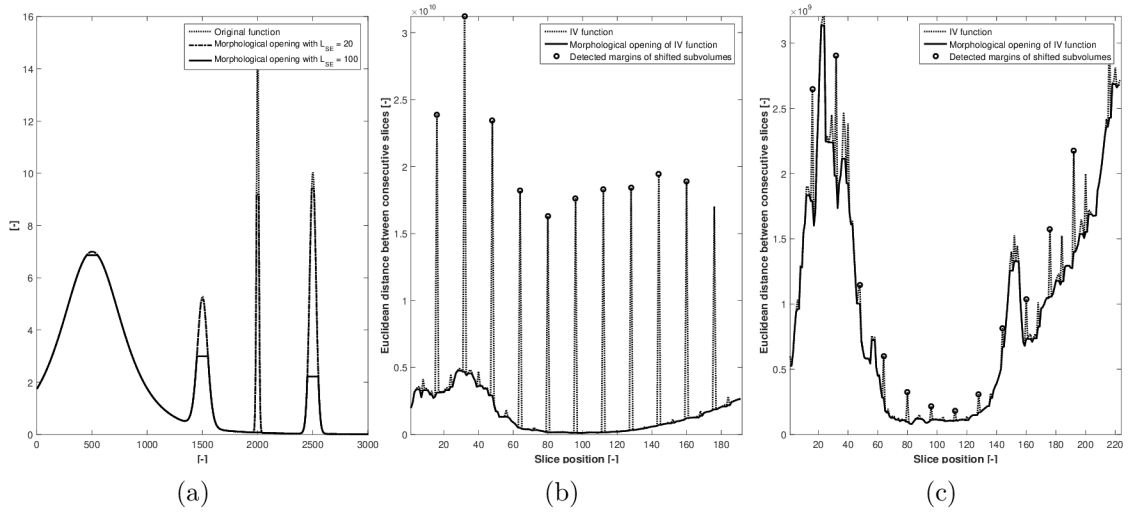 16
14
12
10
8
6
4
2
0
[-]
0 500 1000 1500 2000 2500 3000
[-]
Original function
Morphological opening with L_SE = 20
Morphological opening with L_SE = 100
(a)
×10^10
3
2.5
2
1.5
1
0.5
0
Euclidean distance between consecutive slices [-]
20 40 60 80 100 120 140 160 180
Slice position [-]
IV function
Morphological opening of IV function
Detected margins of shifted subvolumes
(b)
×10^9
3
2.5
2
1.5
1
0.5
0
Euclidean distance between consecutive slices [-]
20 40 60 80 100 120 140 160 180 200 220
Slice position [-]
IV function
Morphological opening of IV function
Detected margins of shifted subvolumes
(c)